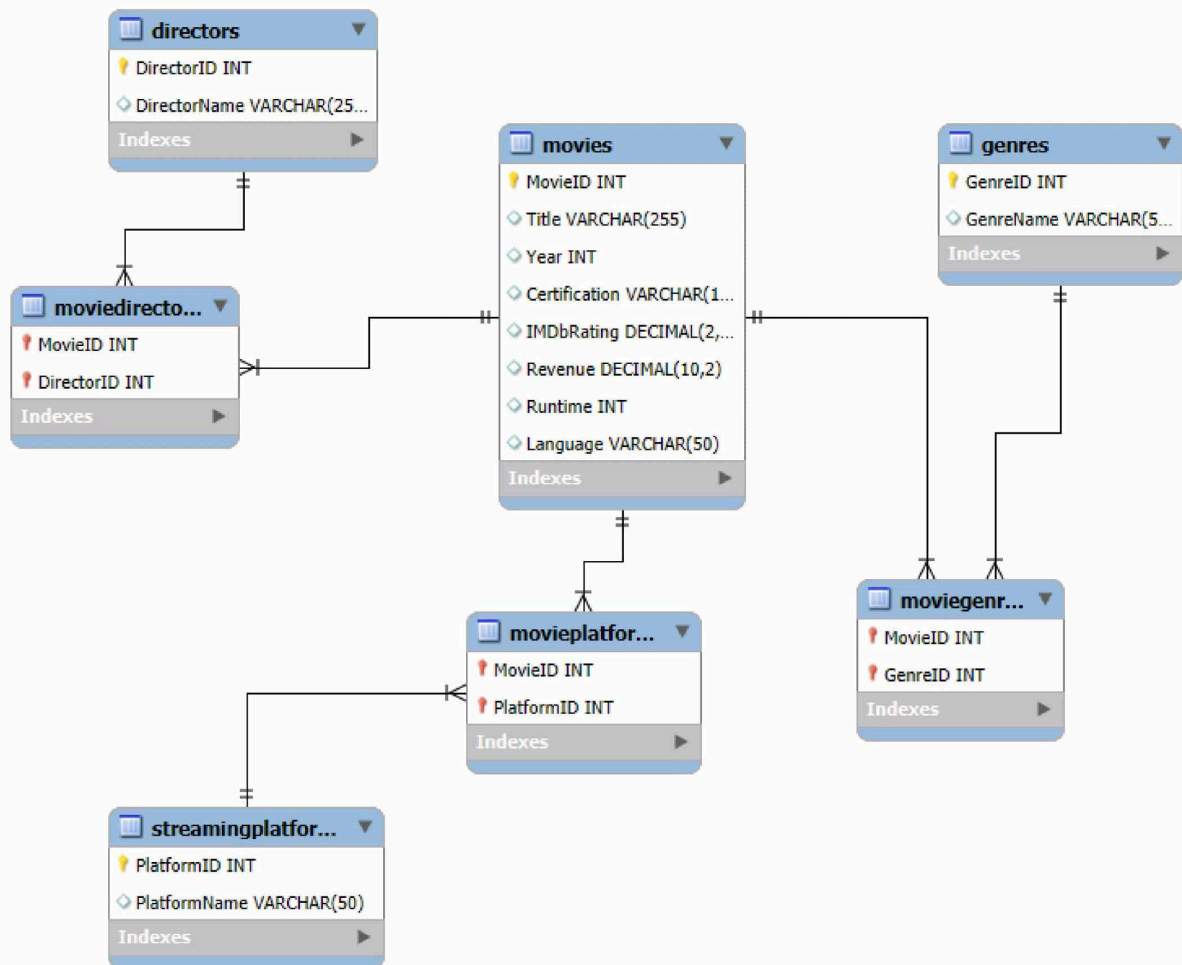 directors
DirectorID INT
DirectorName VARCHAR(25...
Indexes
movies
MovieID INT
Title VARCHAR(255)
Year INT
Certification VARCHAR(1...
IMDbRating DECIMAL(2,...
Revenue DECIMAL(10,2)
Runtime INT
Language VARCHAR(50)
Indexes
genres
GenreID INT
GenreName VARCHAR(5...
Indexes
moviedirecto...
MovieID INT
DirectorID INT
Indexes
movieplatfor...
MovieID INT
PlatformID INT
Indexes
moviegenr...
MovieID INT
GenreID INT
Indexes
streamingplatfor...
PlatformID INT
PlatformName VARCHAR(50)
Indexes